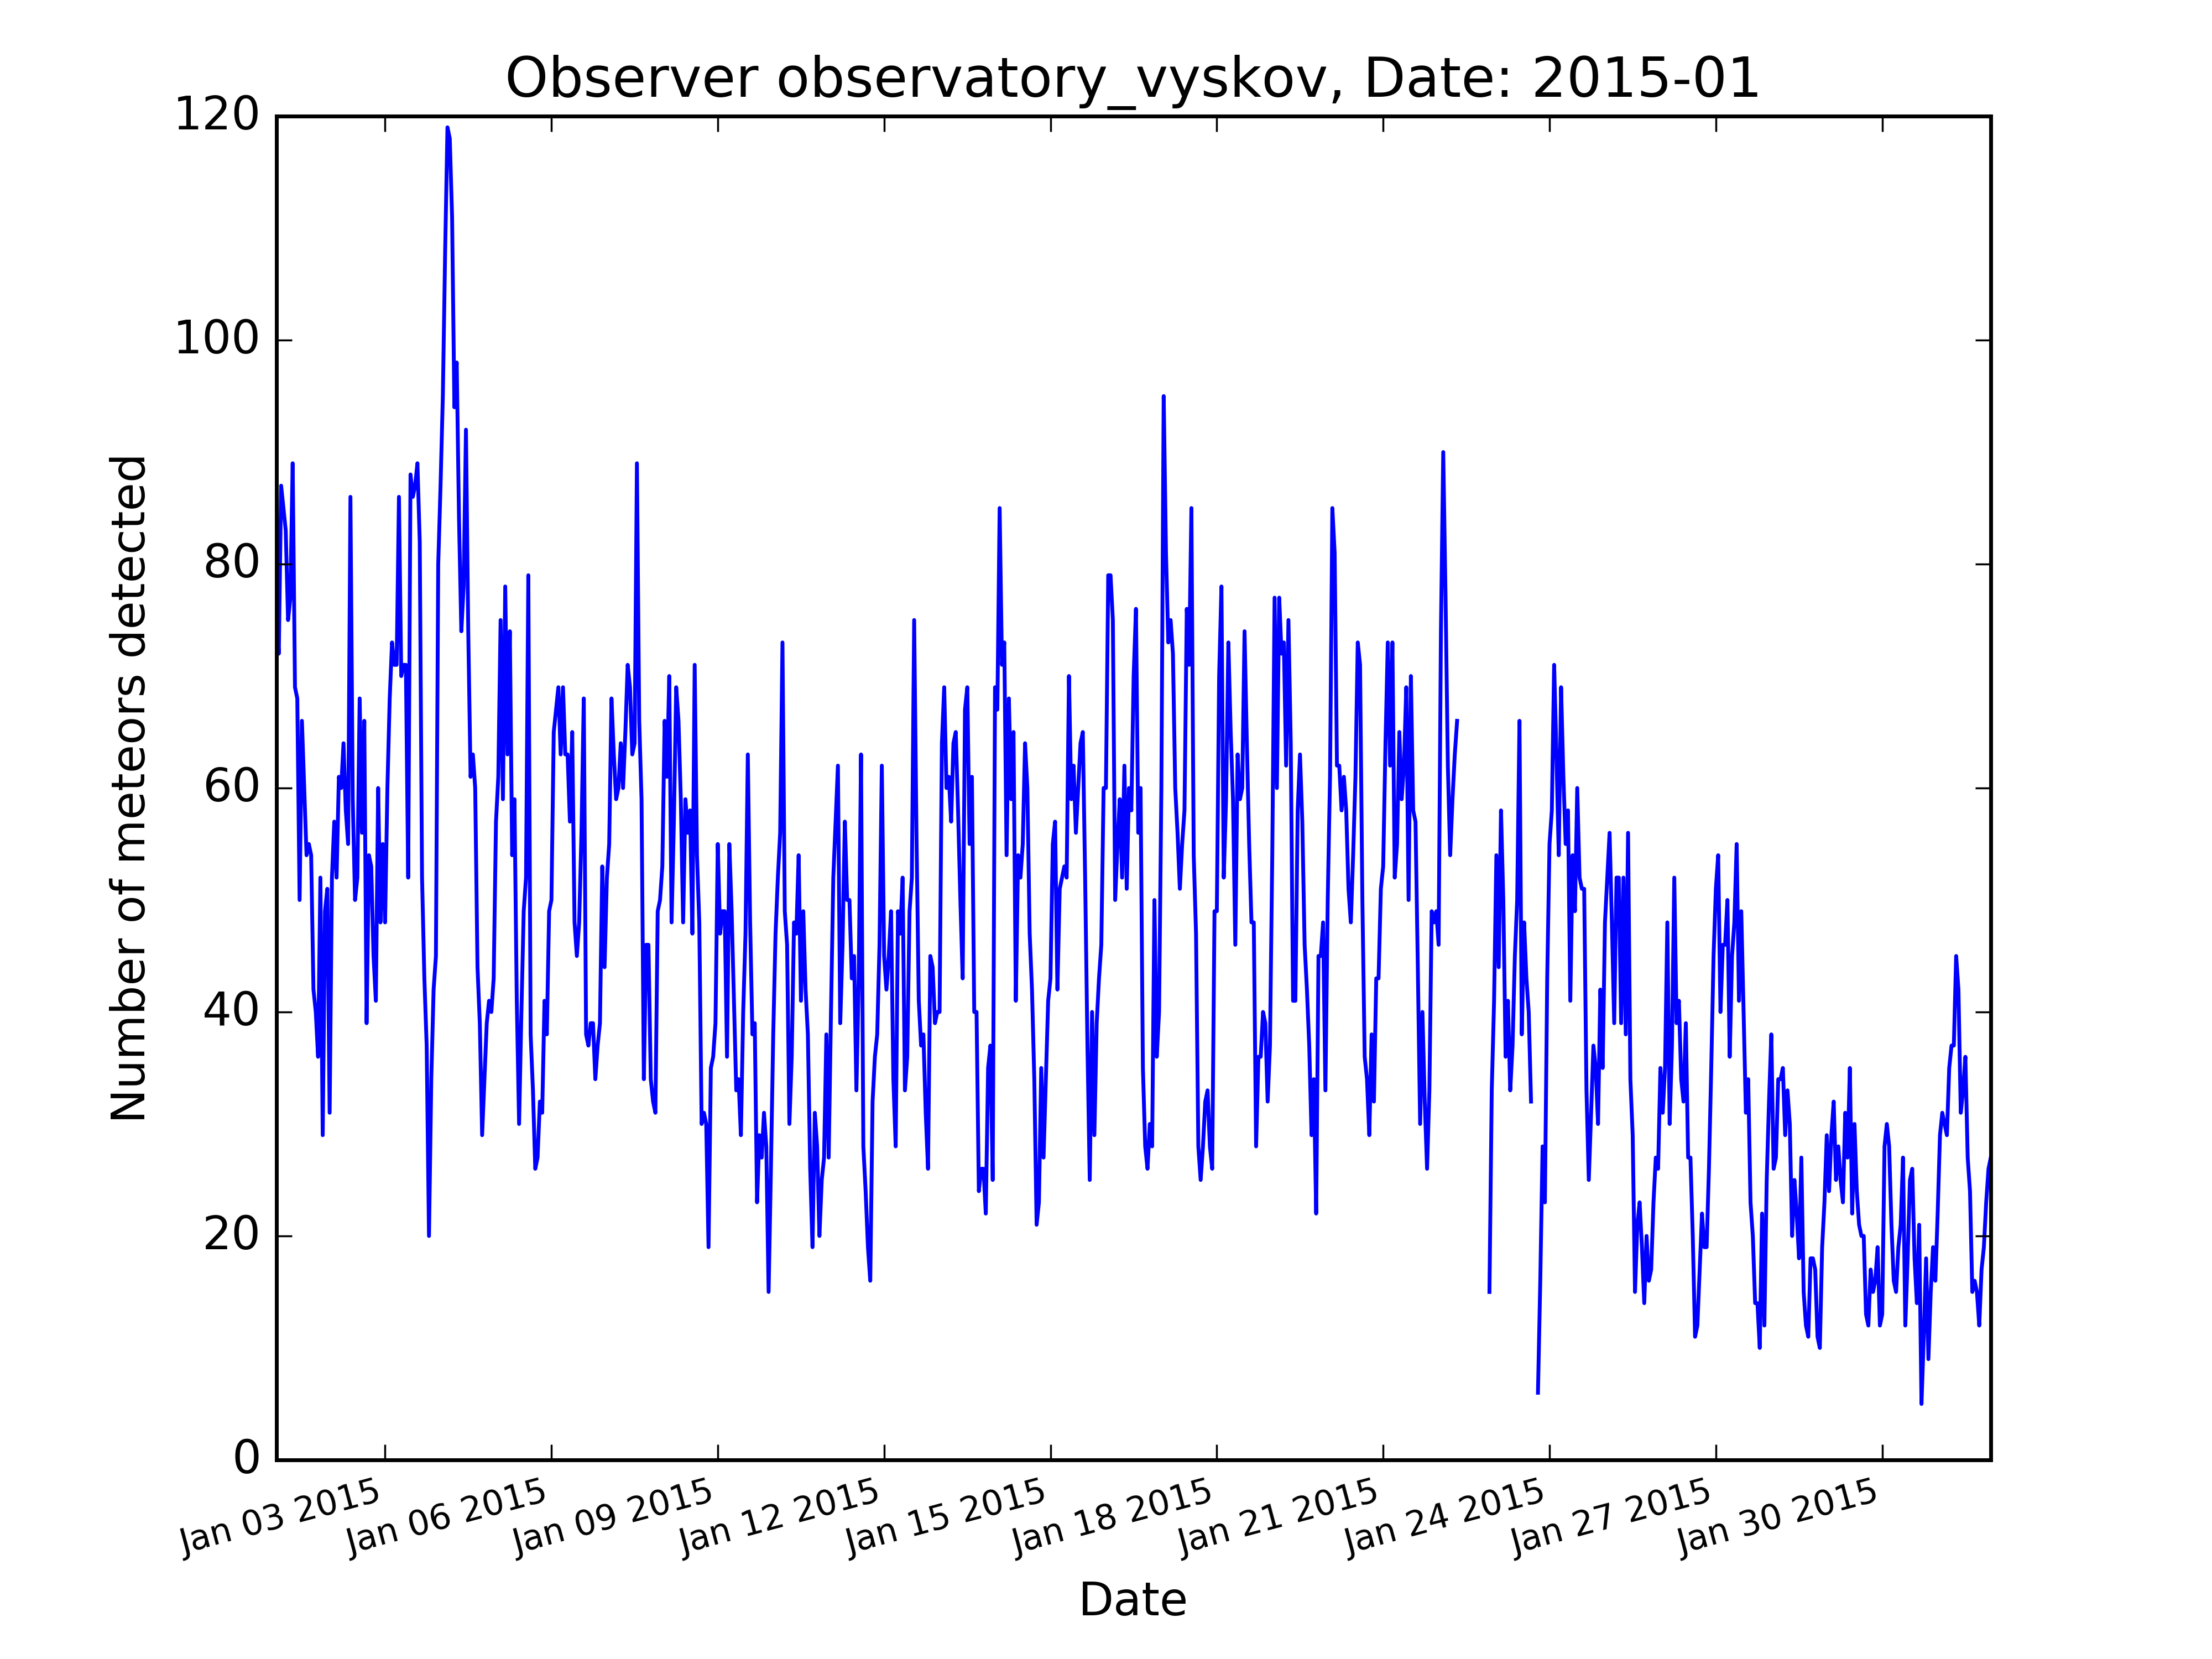 Observer observatory_vyskov, Date: 2015-01
Number of meteors detected
120
100
80
60
40
20
0
Jan 03 2015
Jan 06 2015
Jan 09 2015
Jan 12 2015
Jan 15 2015
Jan 18 2015
Jan 21 2015
Jan 24 2015
Jan 27 2015
Jan 30 2015
Date